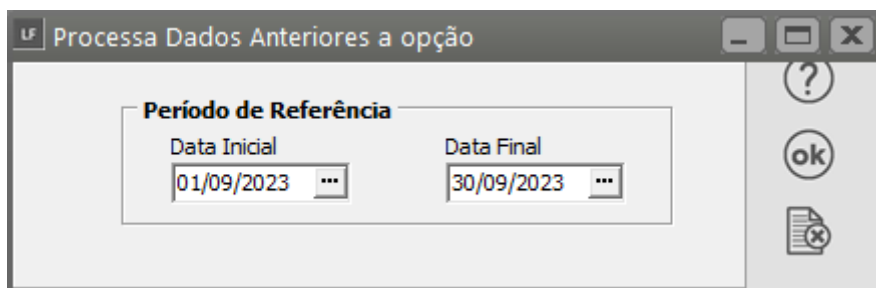 LF Processa Dados Anteriores a opção
?
Período de Referência
Data Inicial Data Final
01/09/2023 ... 30/09/2023 ...
ok